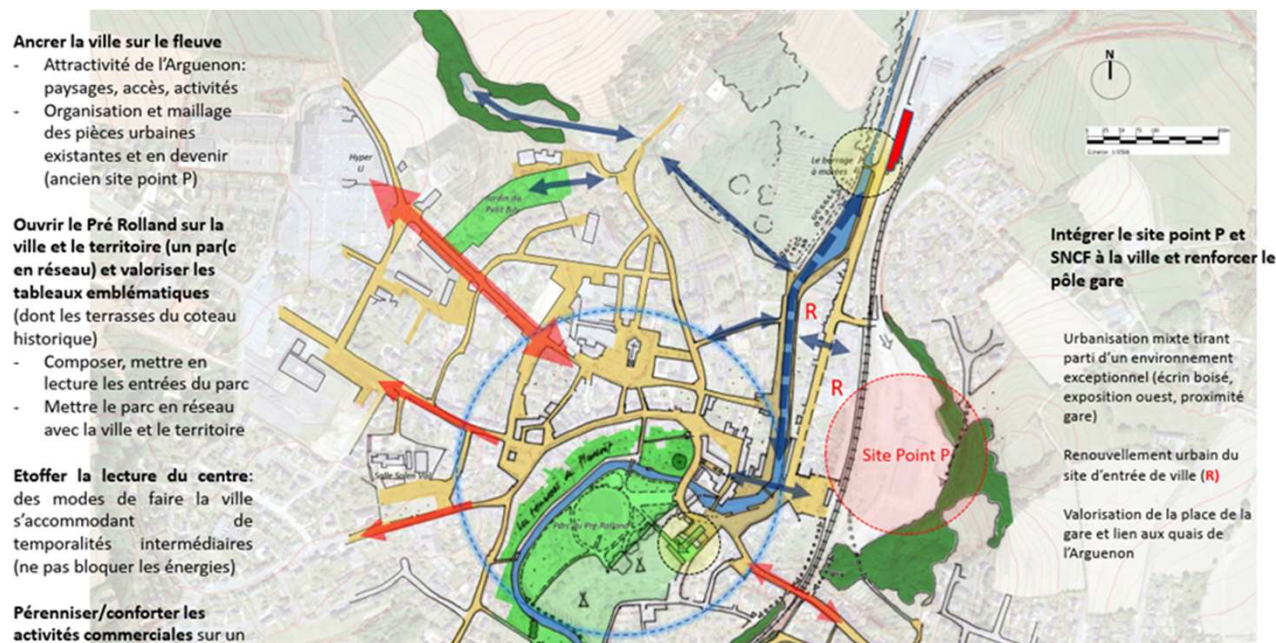 Ancrer la ville sur le fleuve
- Attractivité de l'Arguenon:
paysages, accès, activités
- Organisation et maillage
des pièces urbaines
existantes et en devenir
(ancien site point P)
Ouvrir le Pré Rolland sur la
ville et le territoire (un par(c
en réseau) et valoriser les
tableaux emblématiques
(dont les terrasses du coteau
historique)
- Composer, mettre en
lecture les entrées du parc
- Mettre le parc en réseau
avec la ville et le territoire
Etoffer la lecture du centre:
des modes de faire la ville
s'accommodant de
temporalités intermédiaires
(ne pas bloquer les énergies)
Pérenniser/conforter les
activités commerciales sur un
Hyper
U
Jardin du
Petit Bily
Le barrage
à marées
N
R
R
Site Point P
Parc du Pré Rolland
Intégrer le site point P et
SNCF à la ville et renforcer le
pôle gare
Urbanisation mixte tirant
parti d'un environnement
exceptionnel (écrin boisé,
exposition ouest, proximité
gare)
Renouvellement urbain du
site d'entrée de ville (R)
Valorisation de la place de la
gare et lien aux quais de
l'Arguenon